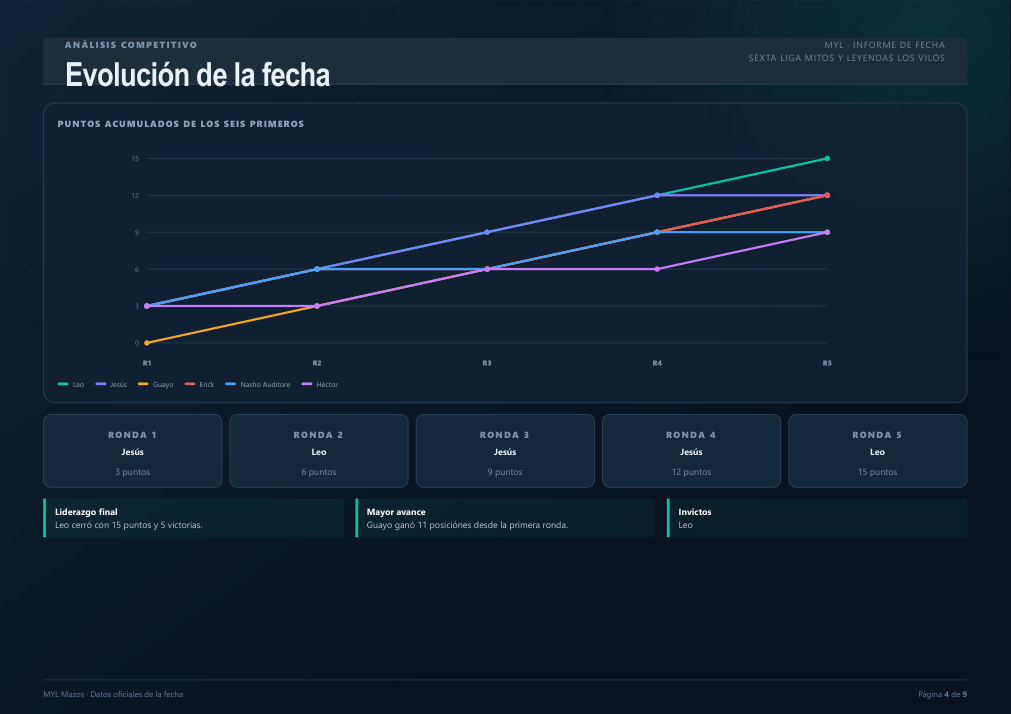 ANÁLISIS COMPETITIVO
Evolución de la fecha
MYL · INFORME DE FECHA
SEXTA LIGA MITOS Y LEYENDAS LOS VILOS
PUNTOS ACUMULADOS DE LOS SEIS PRIMEROS
15
12
9
6
3
0
R1 R2 R3 R4 R5
Leo Jesús Guayo Erick Nasho Auditore Héctor
RONDA 1
Jesús
3 puntos
RONDA 2
Leo
6 puntos
RONDA 3
Jesús
9 puntos
RONDA 4
Jesús
12 puntos
RONDA 5
Leo
15 puntos
Liderazgo final
Leo cerró con 15 puntos y 5 victorias.
Mayor avance
Guayo ganó 11 posiciónes desde la primera ronda.
Invictos
Leo
MYL Mazos · Datos oficiales de la fecha
Página 4 de 9